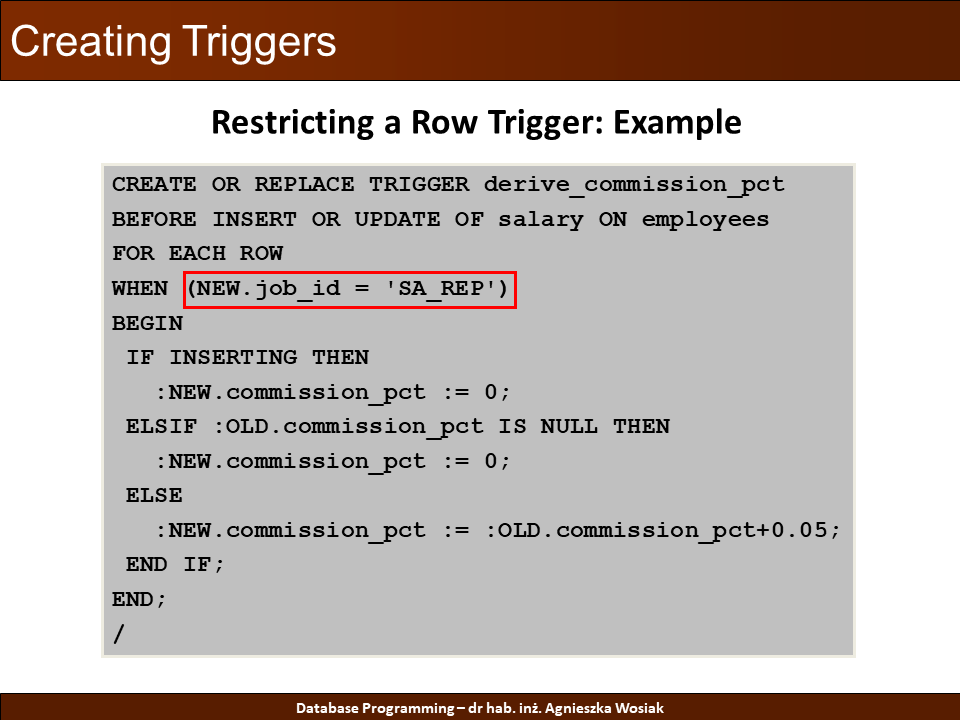 Creating Triggers
Restricting a Row Trigger: Example
CREATE OR REPLACE TRIGGER derive_commission_pct
BEFORE INSERT OR UPDATE OF salary ON employees
FOR EACH ROW
WHEN (NEW.job_id = 'SA_REP')
BEGIN
 IF INSERTING THEN
   :NEW.commission_pct := 0;
 ELSIF :OLD.commission_pct IS NULL THEN
   :NEW.commission_pct := 0;
 ELSE
   :NEW.commission_pct := :OLD.commission_pct+0.05;
 END IF;
END;
/
Database Programming – dr hab. inż. Agnieszka Wosiak